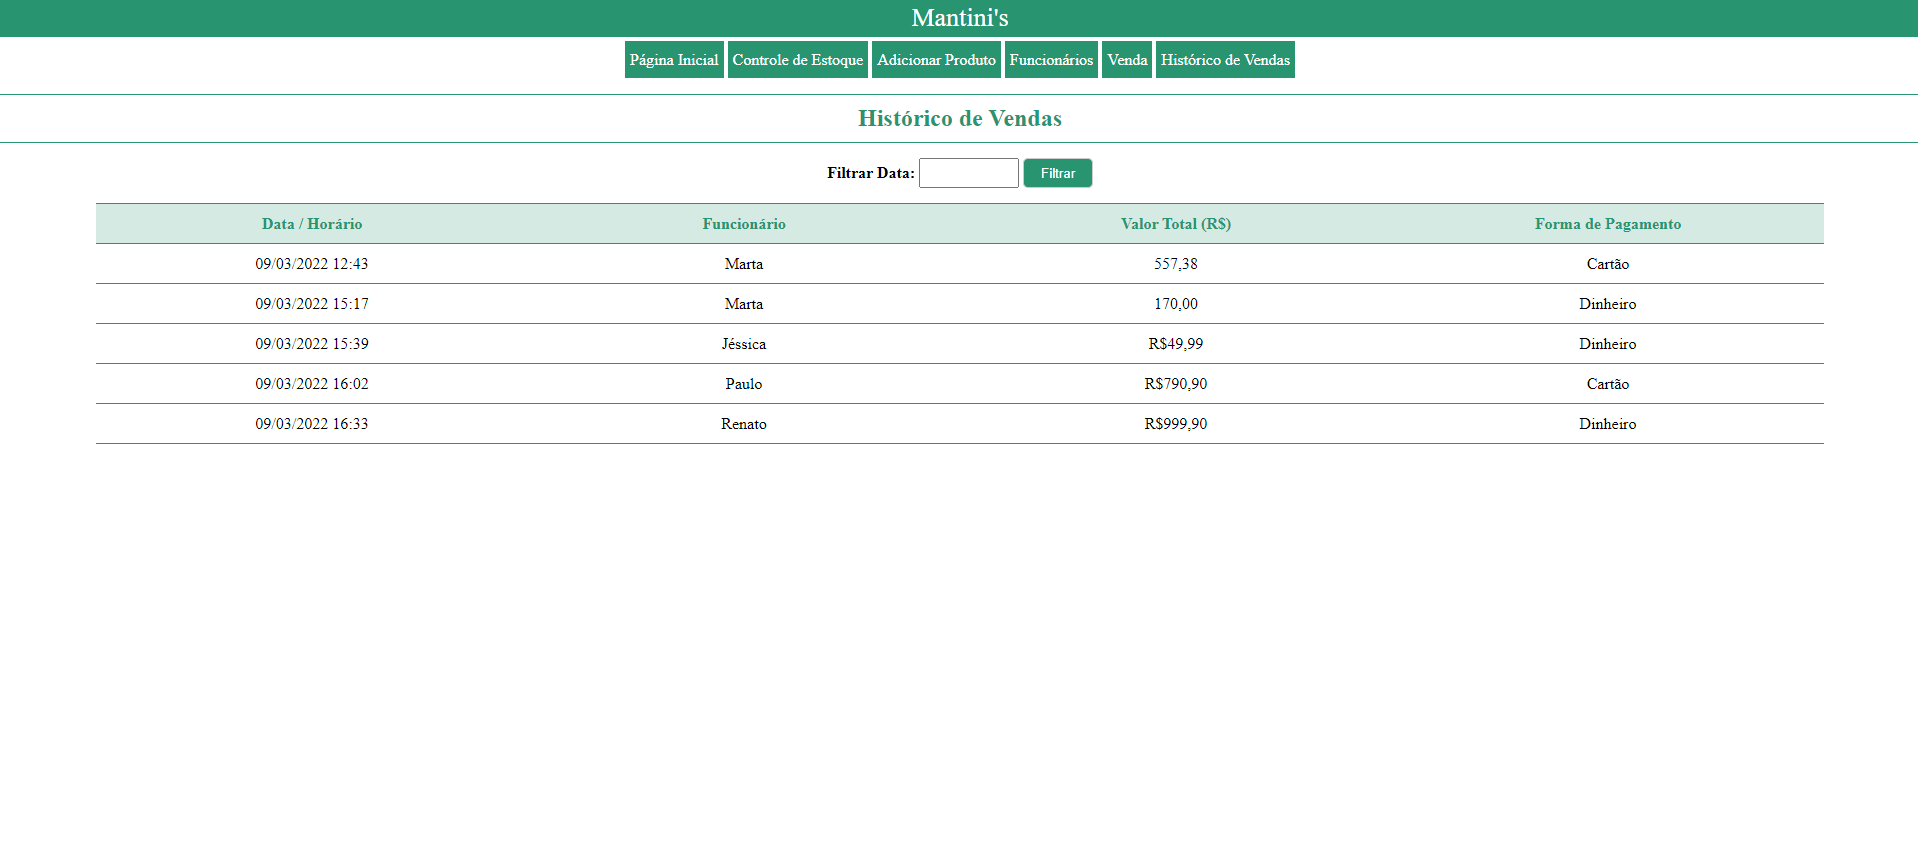 Mantini's
Página Inicial Controle de Estoque Adicionar Produto Funcionários Venda Histórico de Vendas
Histórico de Vendas
Filtrar Data: Filtrar
Data / Horário Funcionário Valor Total (R$) Forma de Pagamento
09/03/2022 12:43 Marta 557,38 Cartão
09/03/2022 15:17 Marta 170,00 Dinheiro
09/03/2022 15:39 Jéssica R$49,99 Dinheiro
09/03/2022 16:02 Paulo R$790,90 Cartão
09/03/2022 16:33 Renato R$999,90 Dinheiro